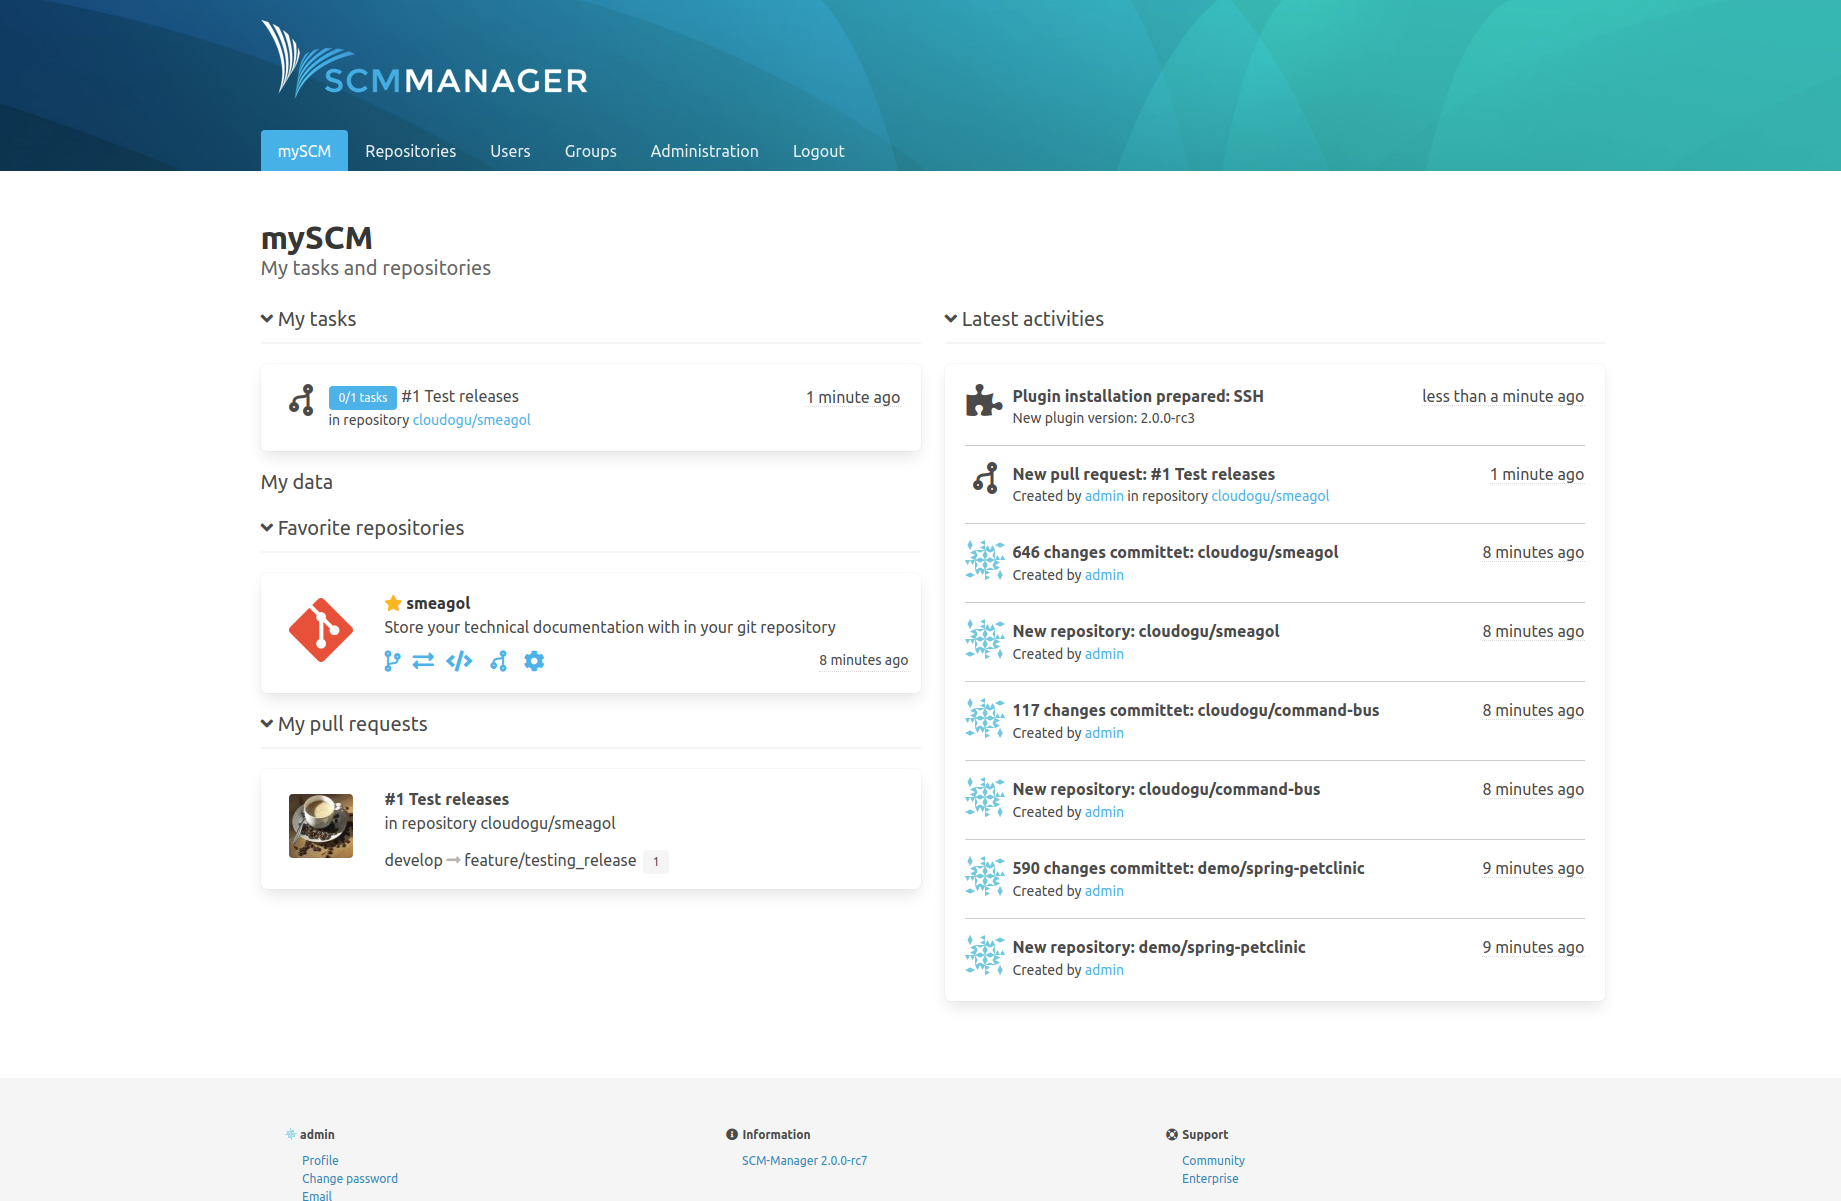 SCMMANAGER
mySCM Repositories Users Groups Administration Logout
mySCM
My tasks and repositories
My tasks
0/1 tasks #1 Test releases 1 minute ago
in repository cloudogu/smeagol
My data
Favorite repositories
smeagol
Store your technical documentation with in your git repository
8 minutes ago
My pull requests
#1 Test releases
in repository cloudogu/smeagol
develop → feature/testing_release 1
Latest activities
Plugin installation prepared: SSH less than a minute ago
New plugin version: 2.0.0-rc3
New pull request: #1 Test releases 1 minute ago
Created by admin in repository cloudogu/smeagol
646 changes committet: cloudogu/smeagol 8 minutes ago
Created by admin
New repository: cloudogu/smeagol 8 minutes ago
Created by admin
117 changes committet: cloudogu/command-bus 8 minutes ago
Created by admin
New repository: cloudogu/command-bus 8 minutes ago
Created by admin
590 changes committet: demo/spring-petclinic 9 minutes ago
Created by admin
New repository: demo/spring-petclinic 9 minutes ago
Created by admin
admin
Profile
Change password
Email
Information
SCM-Manager 2.0.0-rc7
Support
Community
Enterprise